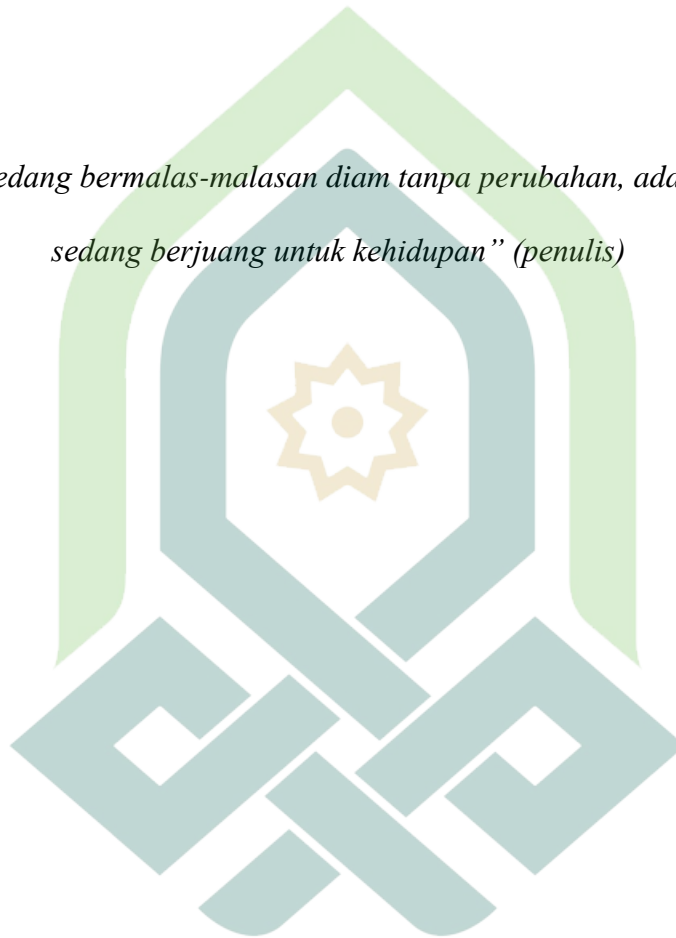 edang bermalas-malasan diam tanpa perubahan, ada
sedang berjuang untuk kehidupan” (penulis)